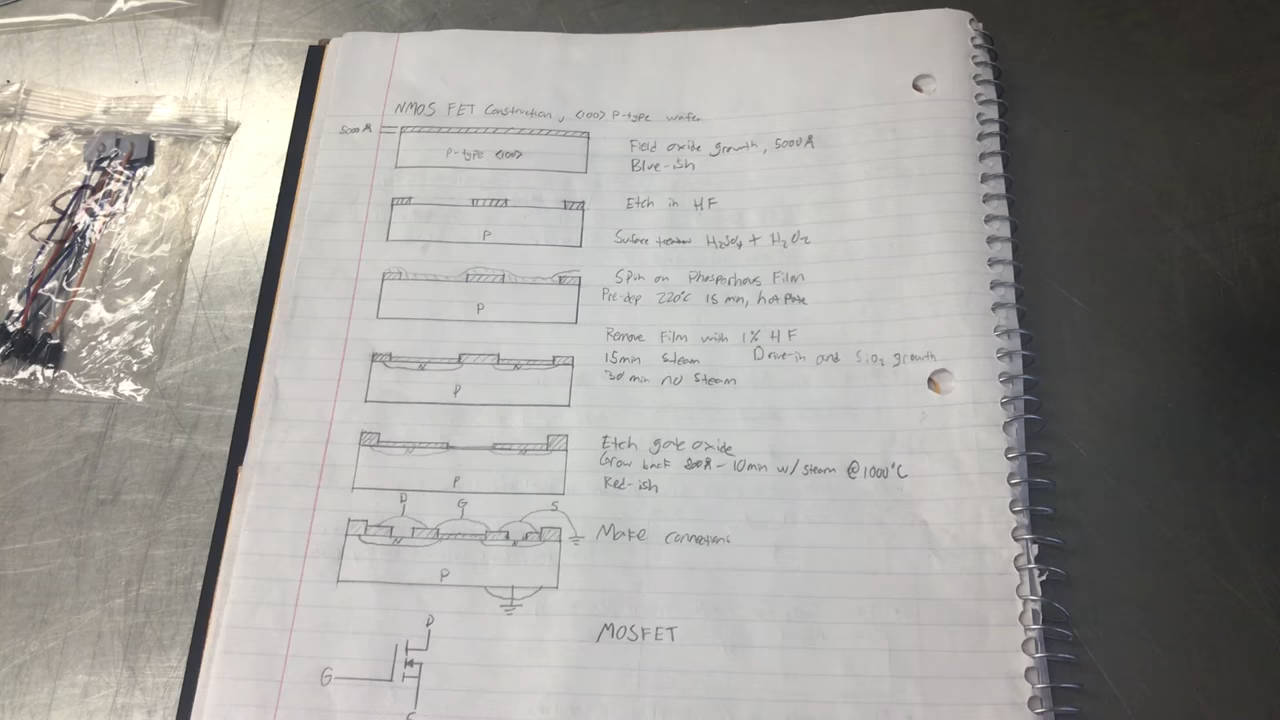 NMOS FET Construction, <100> P-type wafer
5000Å
P-type <100>
Field oxide growth, 5000Å
Blue-ish
P
Etch in HF
Surface H₂SO₄ + H₂O₂
P
Spin on Phosphorous Film
Pre-dep 220°C 15 min, hot plate
Remove Film with 1% HF
15min Steam Drive-in and SiO₂ growth
30 min no Steam
N N
P
Etch gate oxide
Grow back 800Å - 10min w/ steam @ 1000°C
Red-ish
N N
P
D G S
Make connections
N N
P
MOSFET
D
G